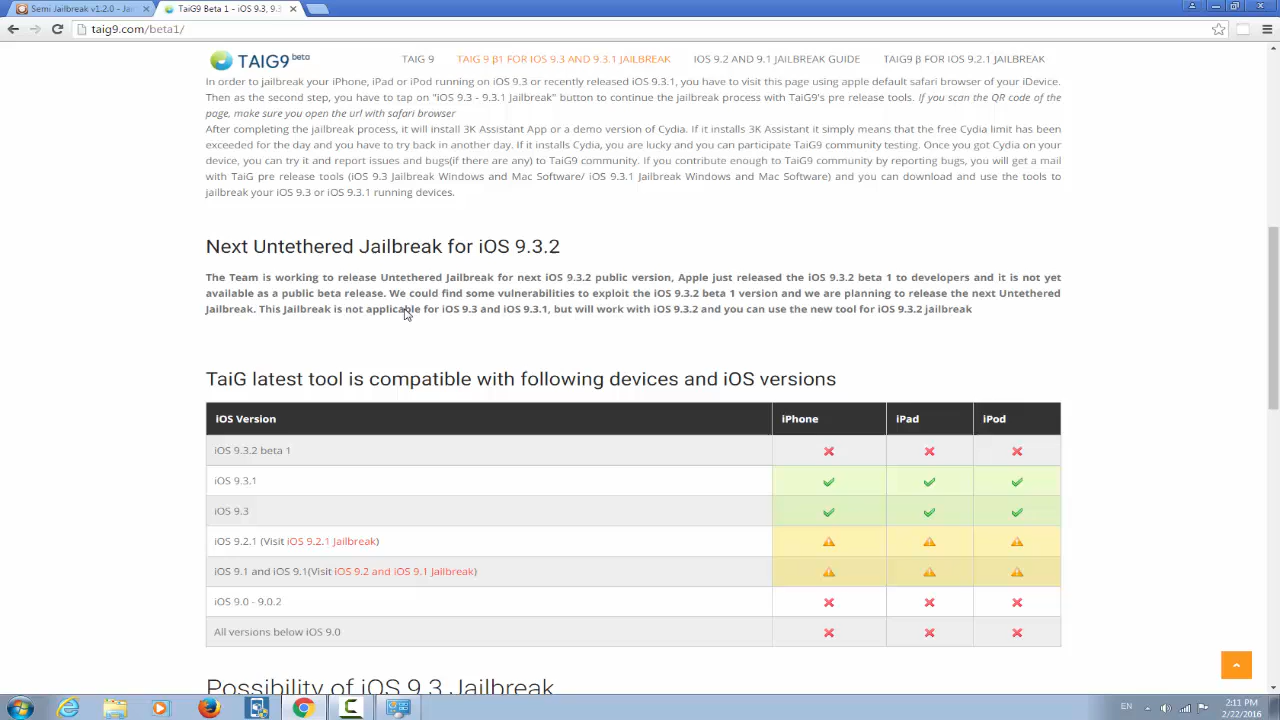 Semi Jailbreak v1.2.0 - Jail
TaiG9 Beta 1 - iOS 9.3, 9.3.
taig9.com/beta1/
TAIG9 beta
TAIG 9
TAIG 9 β1 FOR IOS 9.3 AND 9.3.1 JAILBREAK
IOS 9.2 AND 9.1 JAILBREAK GUIDE
TAIG9 β FOR IOS 9.2.1 JAILBREAK
In order to jailbreak your iPhone, iPad or iPod running on iOS 9.3 or recently released iOS 9.3.1, you have to visit this page using apple default safari browser of your iDevice.
Then as the second step, you have to tap on "iOS 9.3 - 9.3.1 Jailbreak" button to continue the jailbreak process with TaiG9's pre release tools. If you scan the QR code of the
page, make sure you open the url with safari browser
After completing the jailbreak process, it will install 3K Assistant App or a demo version of Cydia. If it installs 3K Assistant it simply means that the free Cydia limit has been
exceeded for the day and you have to try back in another day. If it installs Cydia, you are lucky and you can participate TaiG9 community testing. Once you got Cydia on your
device, you can try it and report issues and bugs(if there are any) to TaiG9 community. If you contribute enough to TaiG9 community by reporting bugs, you will get a mail
with TaiG pre release tools (iOS 9.3 Jailbreak Windows and Mac Software/ iOS 9.3.1 Jailbreak Windows and Mac Software) and you can download and use the tools to
jailbreak your iOS 9.3 or iOS 9.3.1 running devices.
Next Untethered Jailbreak for iOS 9.3.2
The Team is working to release Untethered Jailbreak for next iOS 9.3.2 public version, Apple just released the iOS 9.3.2 beta 1 to developers and it is not yet
available as a public beta release. We could find some vulnerabilities to exploit the iOS 9.3.2 beta 1 version and we are planning to release the next Untethered
Jailbreak. This Jailbreak is not applicable for iOS 9.3 and iOS 9.3.1, but will work with iOS 9.3.2 and you can use the new tool for iOS 9.3.2 jailbreak
TaiG latest tool is compatible with following devices and iOS versions
iOS Version iPhone iPad iPod
iOS 9.3.2 beta 1
iOS 9.3.1
iOS 9.3
iOS 9.2.1 (Visit iOS 9.2.1 Jailbreak)
iOS 9.1 and iOS 9.1(Visit iOS 9.2 and iOS 9.1 Jailbreak)
iOS 9.0 - 9.0.2
All versions below iOS 9.0
Possibility of iOS 9.3 Jailbreak
EN
2:11 PM
2/22/2016